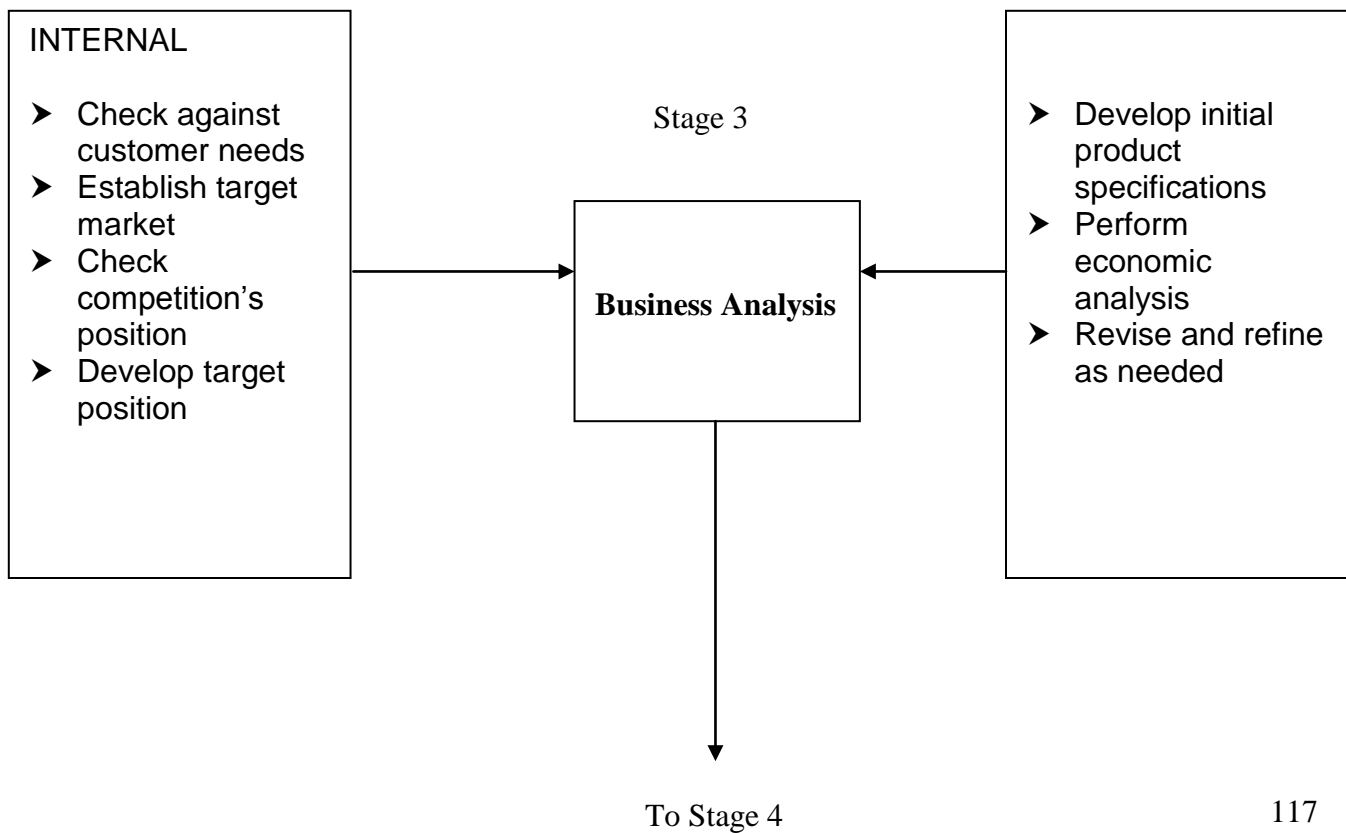 INTERNAL
➤ Check against
customer needs
➤ Establish target
market
➤ Check
competition’s
position
➤ Develop target
position
Stage 3
Business Analysis
➤ Develop initial
product
specifications
➤ Perform
economic
analysis
➤ Revise and refine
as needed
To Stage 4
117